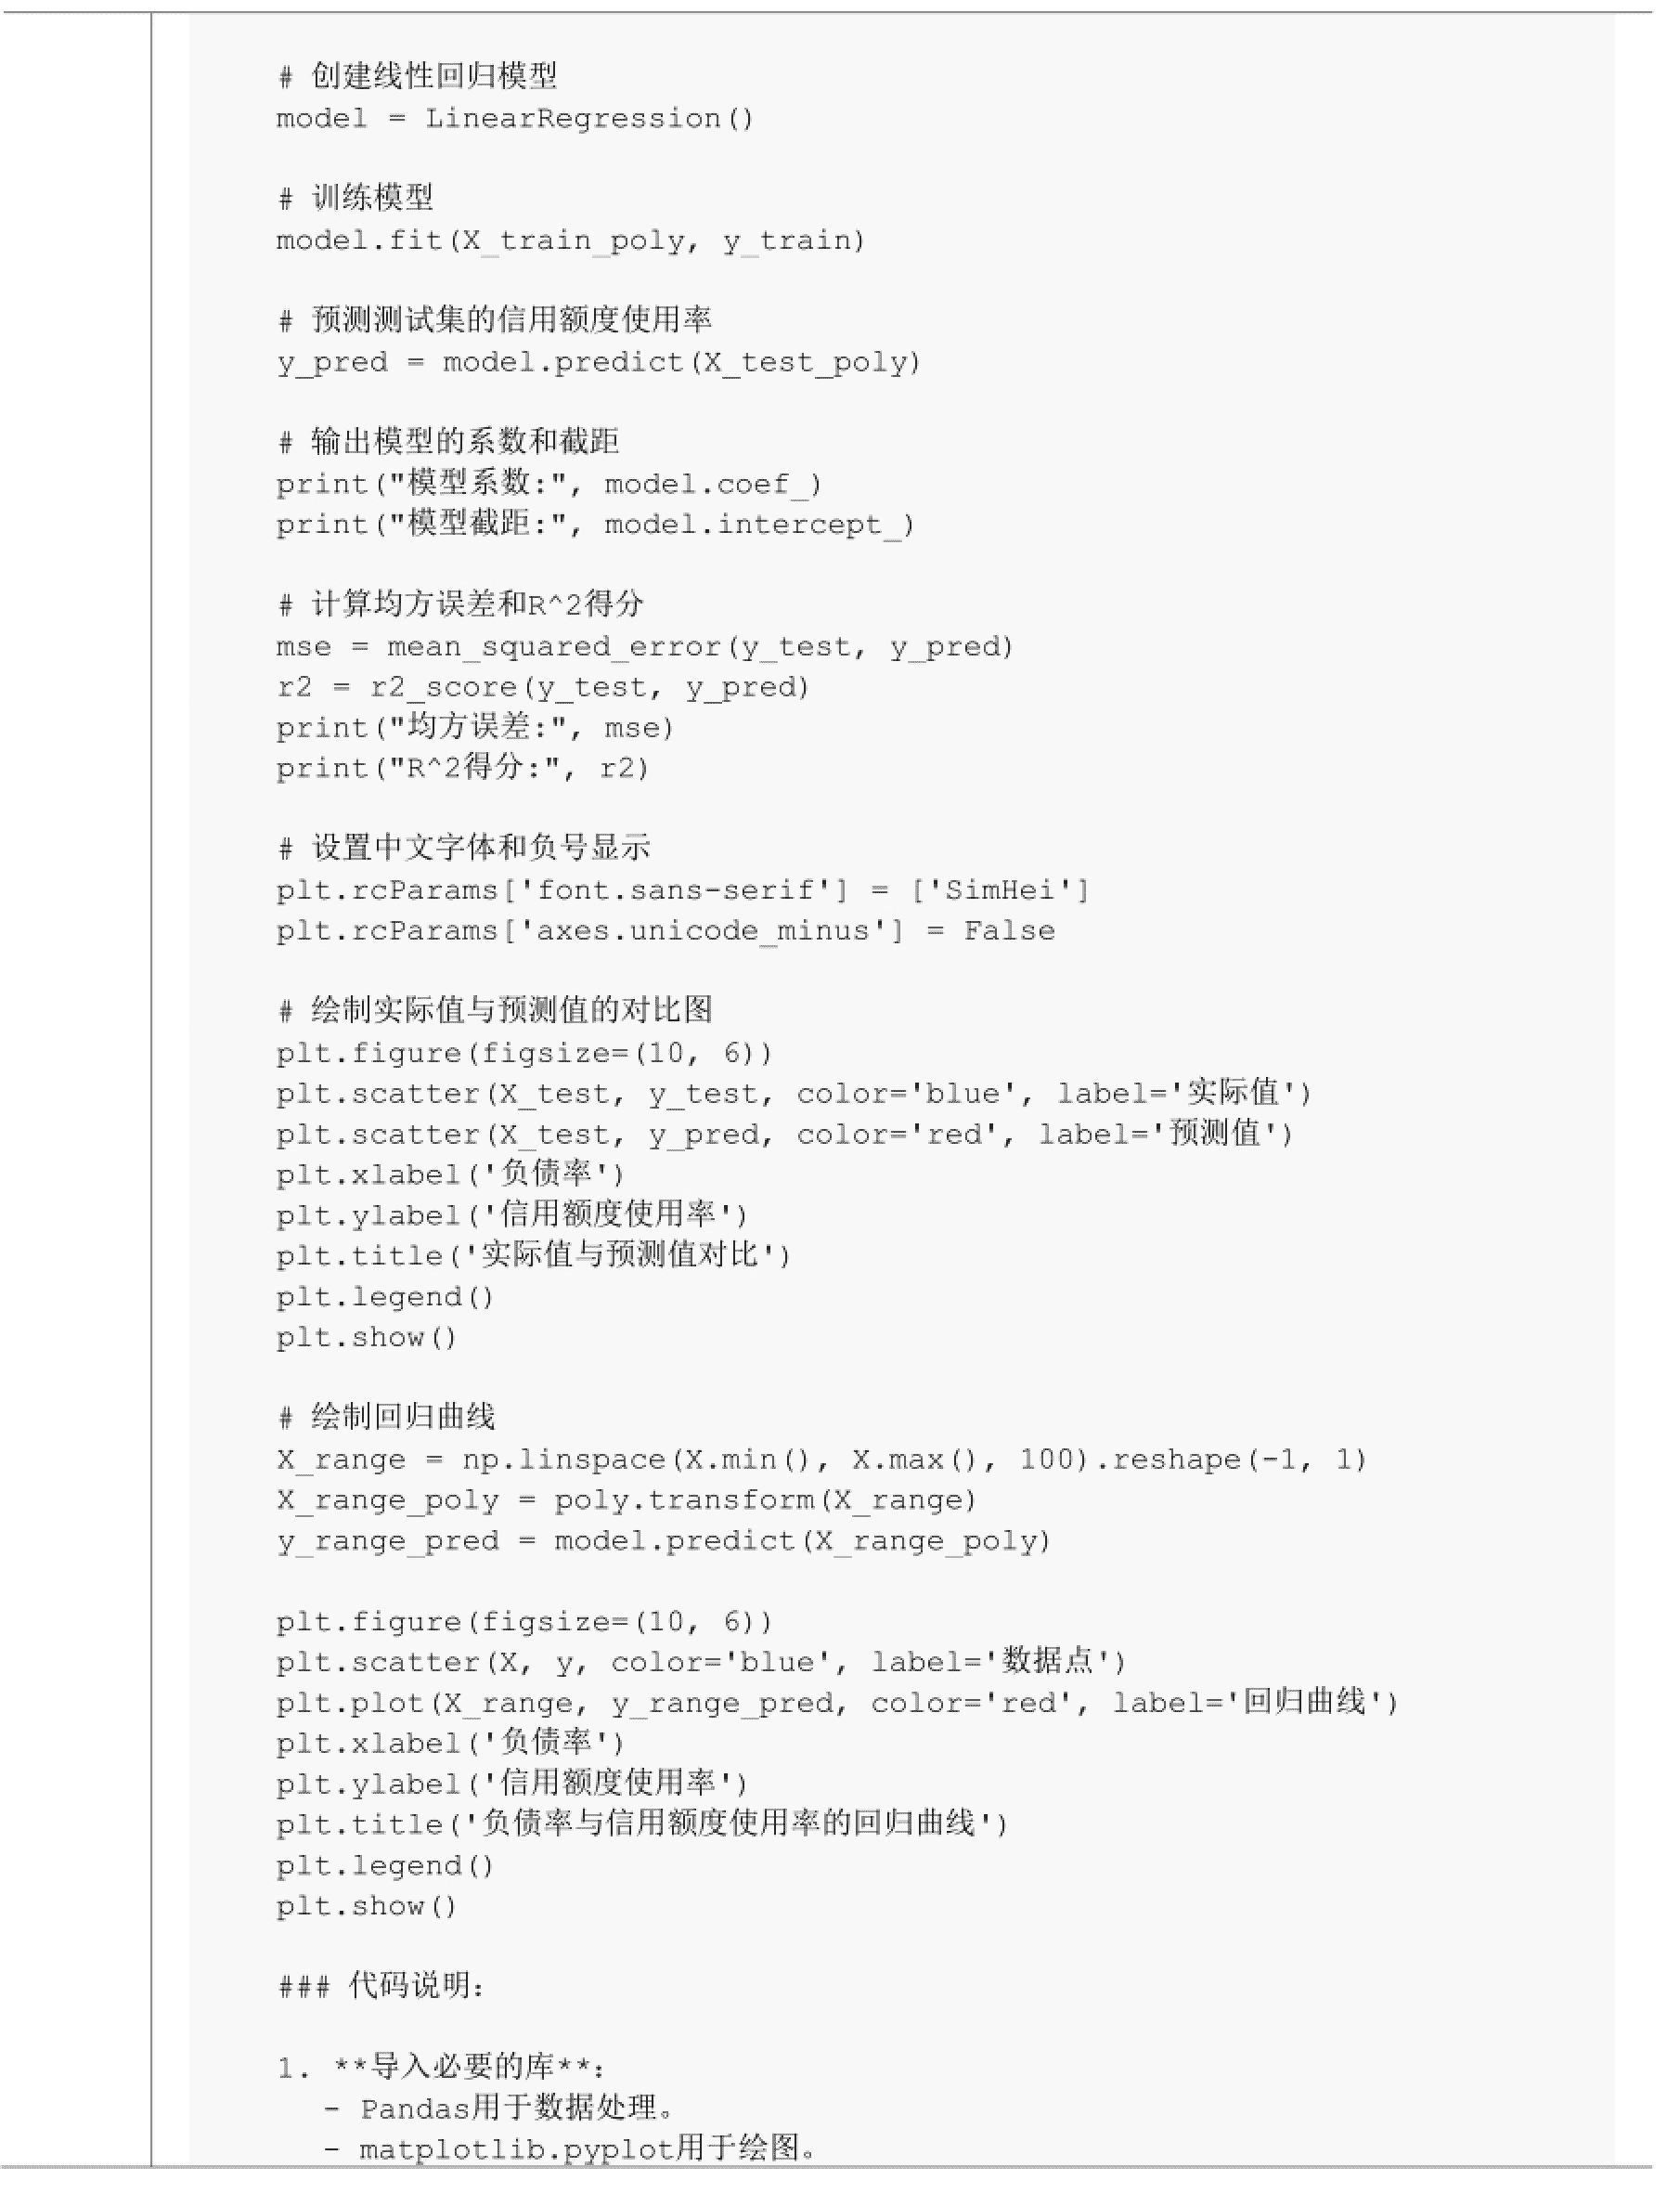 # 创建线性回归模型
model = LinearRegression()
# 训练模型
model.fit(X_train_poly, y_train)
# 预测测试集的信用额度使用率
y_pred = model.predict(X_test_poly)
# 输出模型的系数和截距
print("模型系数:", model.coef_)
print("模型截距:", model.intercept_)
# 计算均方误差和R^2得分
mse = mean_squared_error(y_test, y_pred)
r2 = r2_score(y_test, y_pred)
print("均方误差:", mse)
print("R^2得分:", r2)
# 设置中文字体和负号显示
plt.rcParams['font.sans-serif'] = ['SimHei']
plt.rcParams['axes.unicode_minus'] = False
# 绘制实际值与预测值的对比图
plt.figure(figsize=(10, 6))
plt.scatter(X_test, y_test, color='blue', label='实际值')
plt.scatter(X_test, y_pred, color='red', label='预测值')
plt.xlabel('负债率')
plt.ylabel('信用额度使用率')
plt.title('实际值与预测值对比')
plt.legend()
plt.show()
# 绘制回归曲线
X_range = np.linspace(X.min(), X.max(), 100).reshape(-1, 1)
X_range_poly = poly.transform(X_range)
y_range_pred = model.predict(X_range_poly)
plt.figure(figsize=(10, 6))
plt.scatter(X, y, color='blue', label='数据点')
plt.plot(X_range, y_range_pred, color='red', label='回归曲线')
plt.xlabel('负债率')
plt.ylabel('信用额度使用率')
plt.title('负债率与信用额度使用率的回归曲线')
plt.legend()
plt.show()
### 代码说明：
1. **导入必要的库**：
- Pandas用于数据处理。
- matplotlib.pyplot用于绘图。